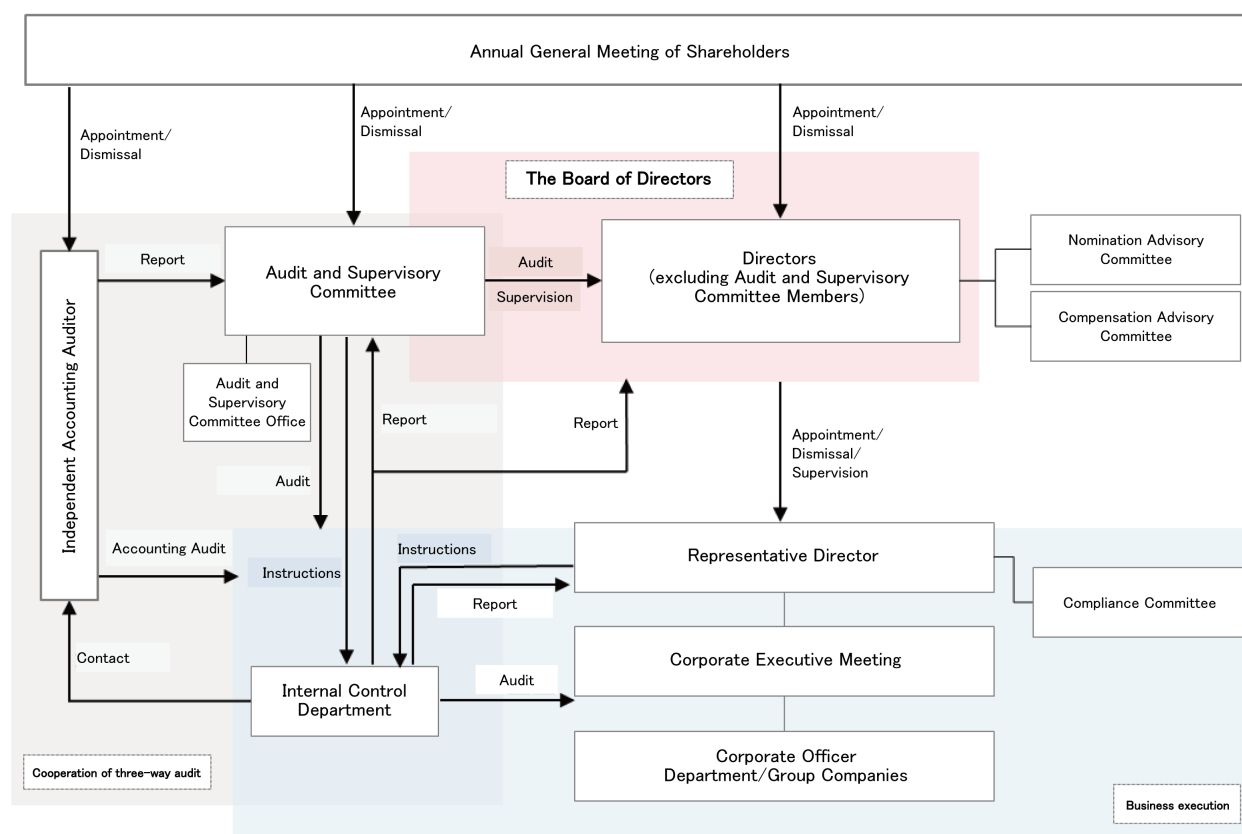 Annual General Meeting of Shareholders
Appointment/
Dismissal
Appointment/
Dismissal
Appointment/
Dismissal
The Board of Directors
Independent Accounting Auditor
Report
Audit and Supervisory
Committee
Audit
Supervision
Directors
(excluding Audit and Supervisory
Committee Members)
Nomination Advisory
Committee
Compensation Advisory
Committee
Audit and
Supervisory
Committee Office
Report
Report
Appointment/
Dismissal/
Supervision
Audit
Accounting Audit
Instructions
Instructions
Representative Director
Report
Compliance Committee
Contact
Corporate Executive Meeting
Internal Control
Department
Audit
Corporate Officer
Department/Group Companies
Cooperation of three-way audit
Business execution